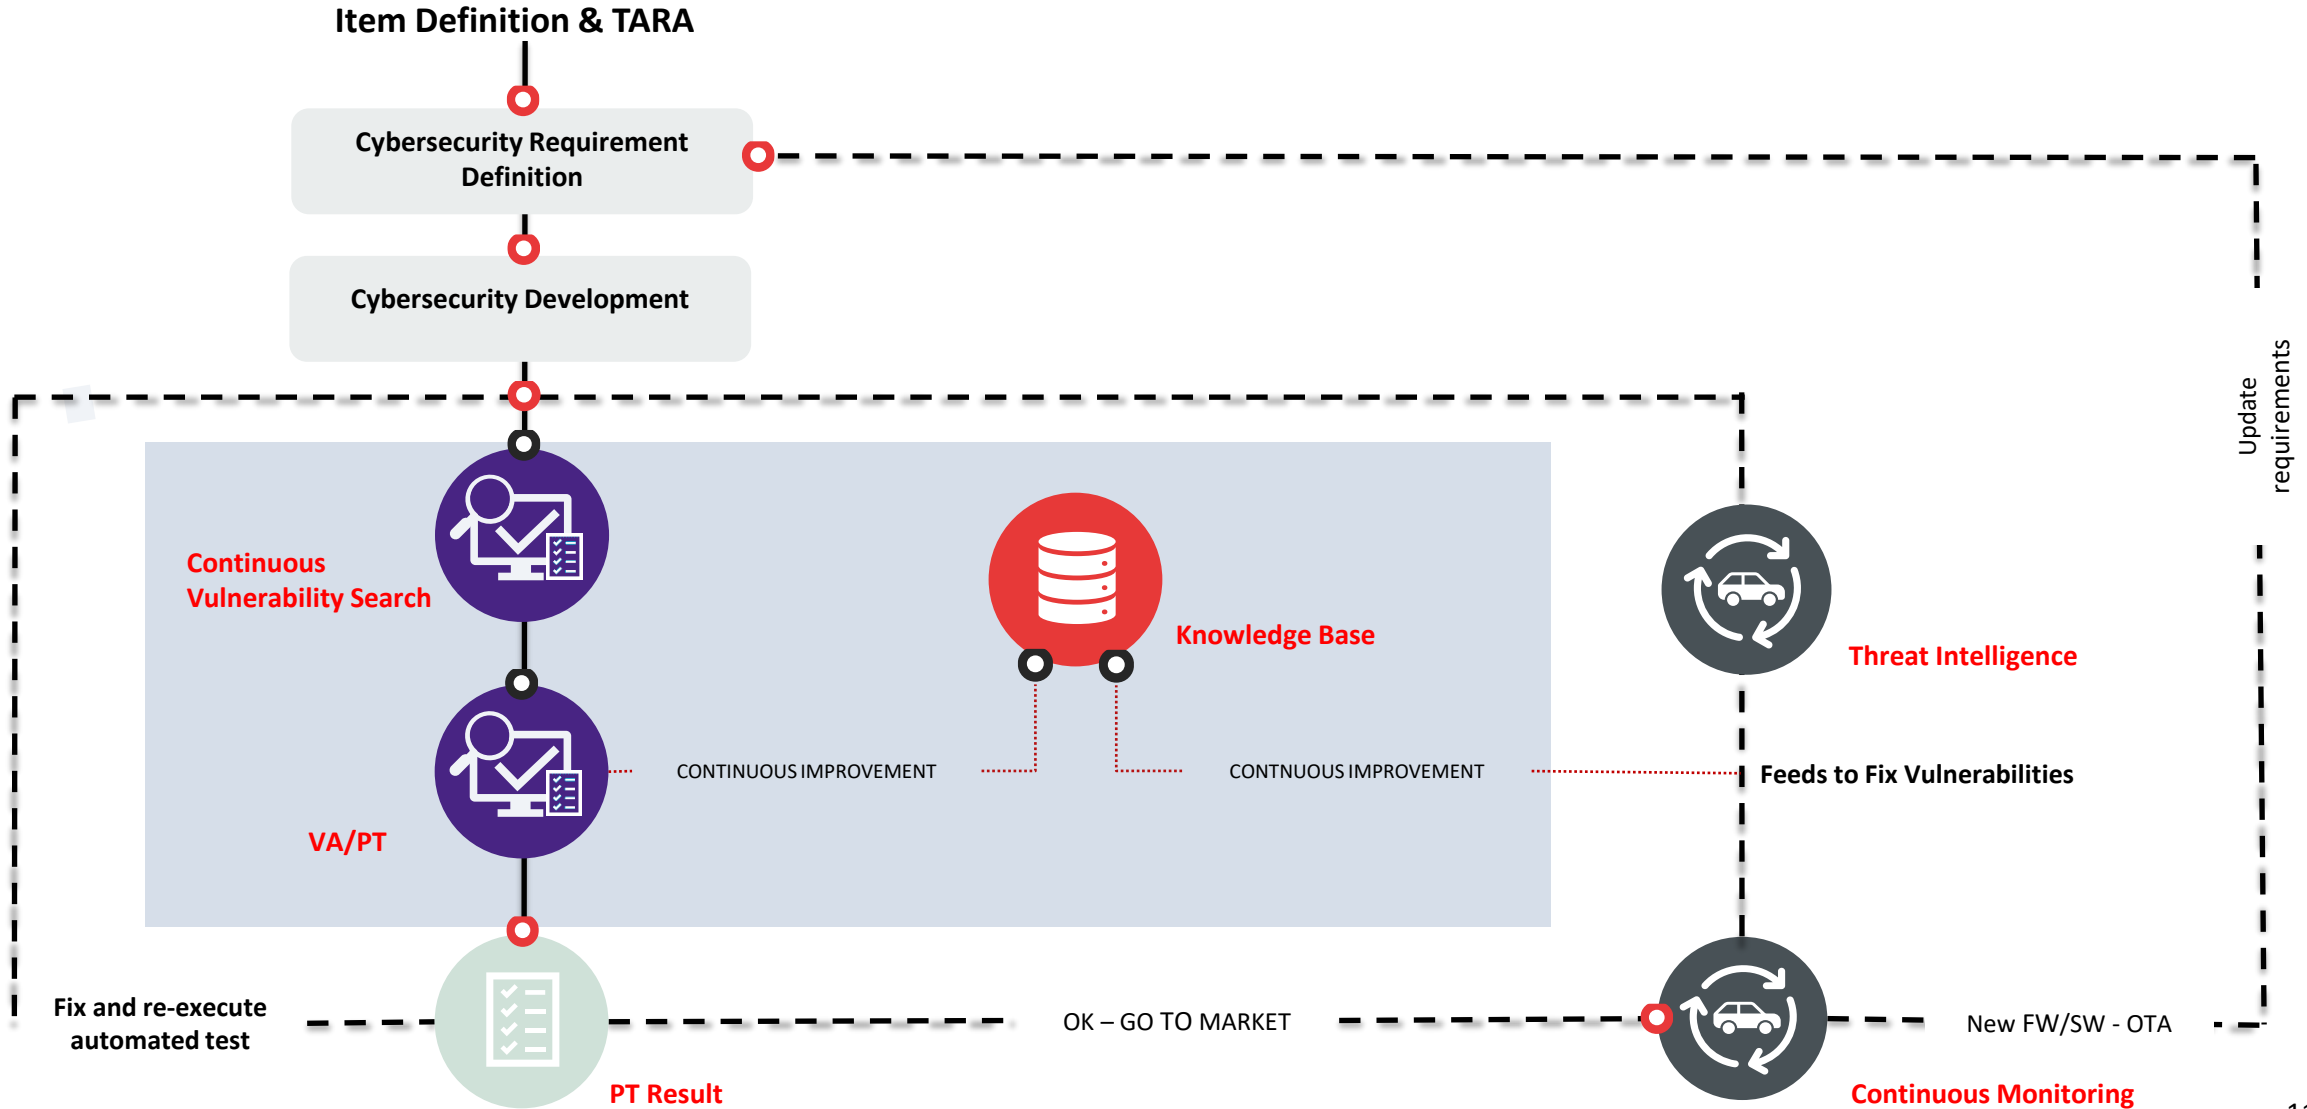 Item Definition & TARA
Cybersecurity Requirement
Definition
Cybersecurity Development
Update
requirements
Continuous
Vulnerability Search
Knowledge Base
Threat Intelligence
CONTINUOUS IMPROVEMENT
CONTNUOUS IMPROVEMENT
Feeds to Fix Vulnerabilities
VA/PT
Fix and re-execute
automated test
OK – GO TO MARKET
New FW/SW - OTA
PT Result
Continuous Monitoring